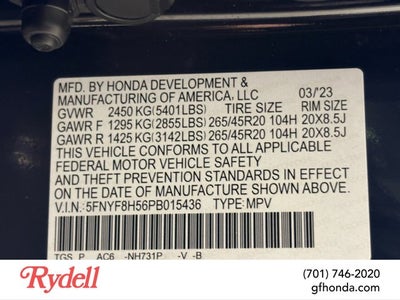 MFD. BY HONDA DEVELOPMENT &
MANUFACTURING OF AMERICA, LLC 03/'23
GVWR 2450 KG(5401LBS) TIRE SIZE RIM SIZE
GAWR F 1295 KG(2855LBS) 265/45R20 104H 20X8.5J
GAWR R 1425 KG(3142LBS) 265/45R20 104H 20X8.5J
THIS VEHICLE CONFORMS TO ALL APPLICABLE
FEDERAL MOTOR VEHICLE SAFETY
STANDARDS IN EFFECT ON THE DATE OF
MANUFACTURE SHOWN ABOVE.
V.I.N: 5FNYF8H56PB015436 TYPE: MPV
TGS P AC6 -NH731P -V -B
Rydell
(701) 746-2020
gfhonda.com